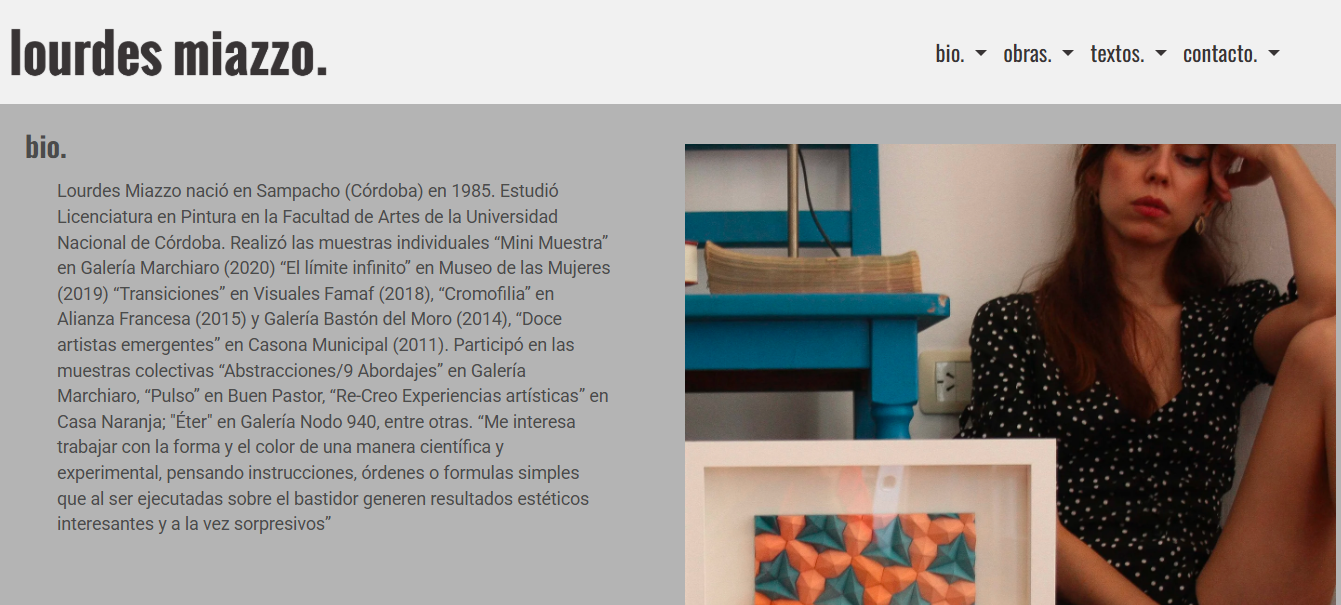 lourdes miazzo.
bio. obras. textos. contacto.
bio.
Lourdes Miazzo nació en Sampacho (Córdoba) en 1985. Estudió
Licenciatura en Pintura en la Facultad de Artes de la Universidad
Nacional de Córdoba. Realizó las muestras individuales “Mini Muestra”
en Galería Marchiaro (2020) “El límite infinito” en Museo de las Mujeres
(2019) “Transiciones” en Visuales Famaf (2018), “Cromofilia” en
Alianza Francesa (2015) y Galería Bastón del Moro (2014), “Doce
artistas emergentes” en Casona Municipal (2011). Participó en las
muestras colectivas “Abstracciones/9 Abordajes” en Galería
Marchiaro, “Pulso” en Buen Pastor, “Re-Creo Experiencias artísticas” en
Casa Naranja; "Éter" en Galería Nodo 940, entre otras. “Me interesa
trabajar con la forma y el color de una manera científica y
experimental, pensando instrucciones, órdenes o formulas simples
que al ser ejecutadas sobre el bastidor generen resultados estéticos
interesantes y a la vez sorpresivos”